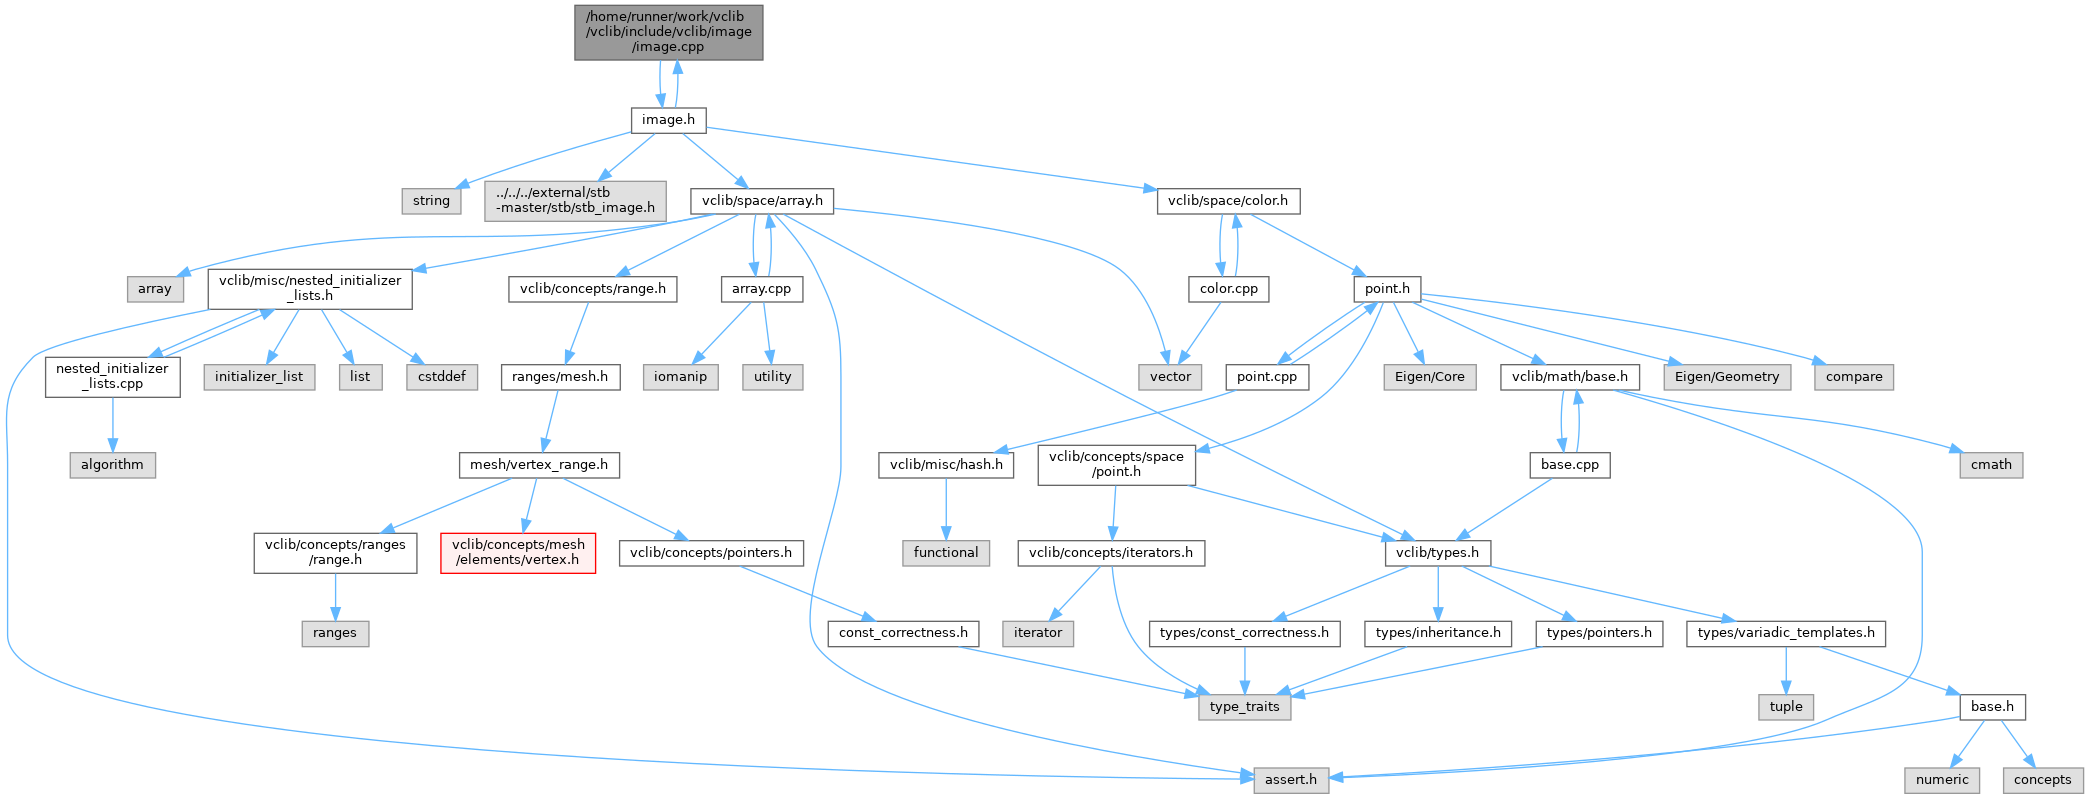 /home/runner/work/vclib
/vclib/include/vclib/image
/image.cpp
image.h
string
../../../external/stb
-master/stb/stb_image.h
vclib/space/array.h
vclib/space/color.h
array
vclib/misc/nested_initializer
_lists.h
vclib/concepts/range.h
array.cpp
color.cpp
point.h
nested_initializer
_lists.cpp
initializer_list
list
cstddef
ranges/mesh.h
iomanip
utility
vector
point.cpp
Eigen/Core
vclib/math/base.h
Eigen/Geometry
compare
algorithm
mesh/vertex_range.h
vclib/misc/hash.h
vclib/concepts/space
/point.h
base.cpp
cmath
vclib/concepts/ranges
/range.h
vclib/concepts/mesh
/elements/vertex.h
vclib/concepts/pointers.h
functional
vclib/concepts/iterators.h
vclib/types.h
ranges
const_correctness.h
iterator
types/const_correctness.h
types/inheritance.h
types/pointers.h
types/variadic_templates.h
type_traits
tuple
base.h
assert.h
numeric
concepts